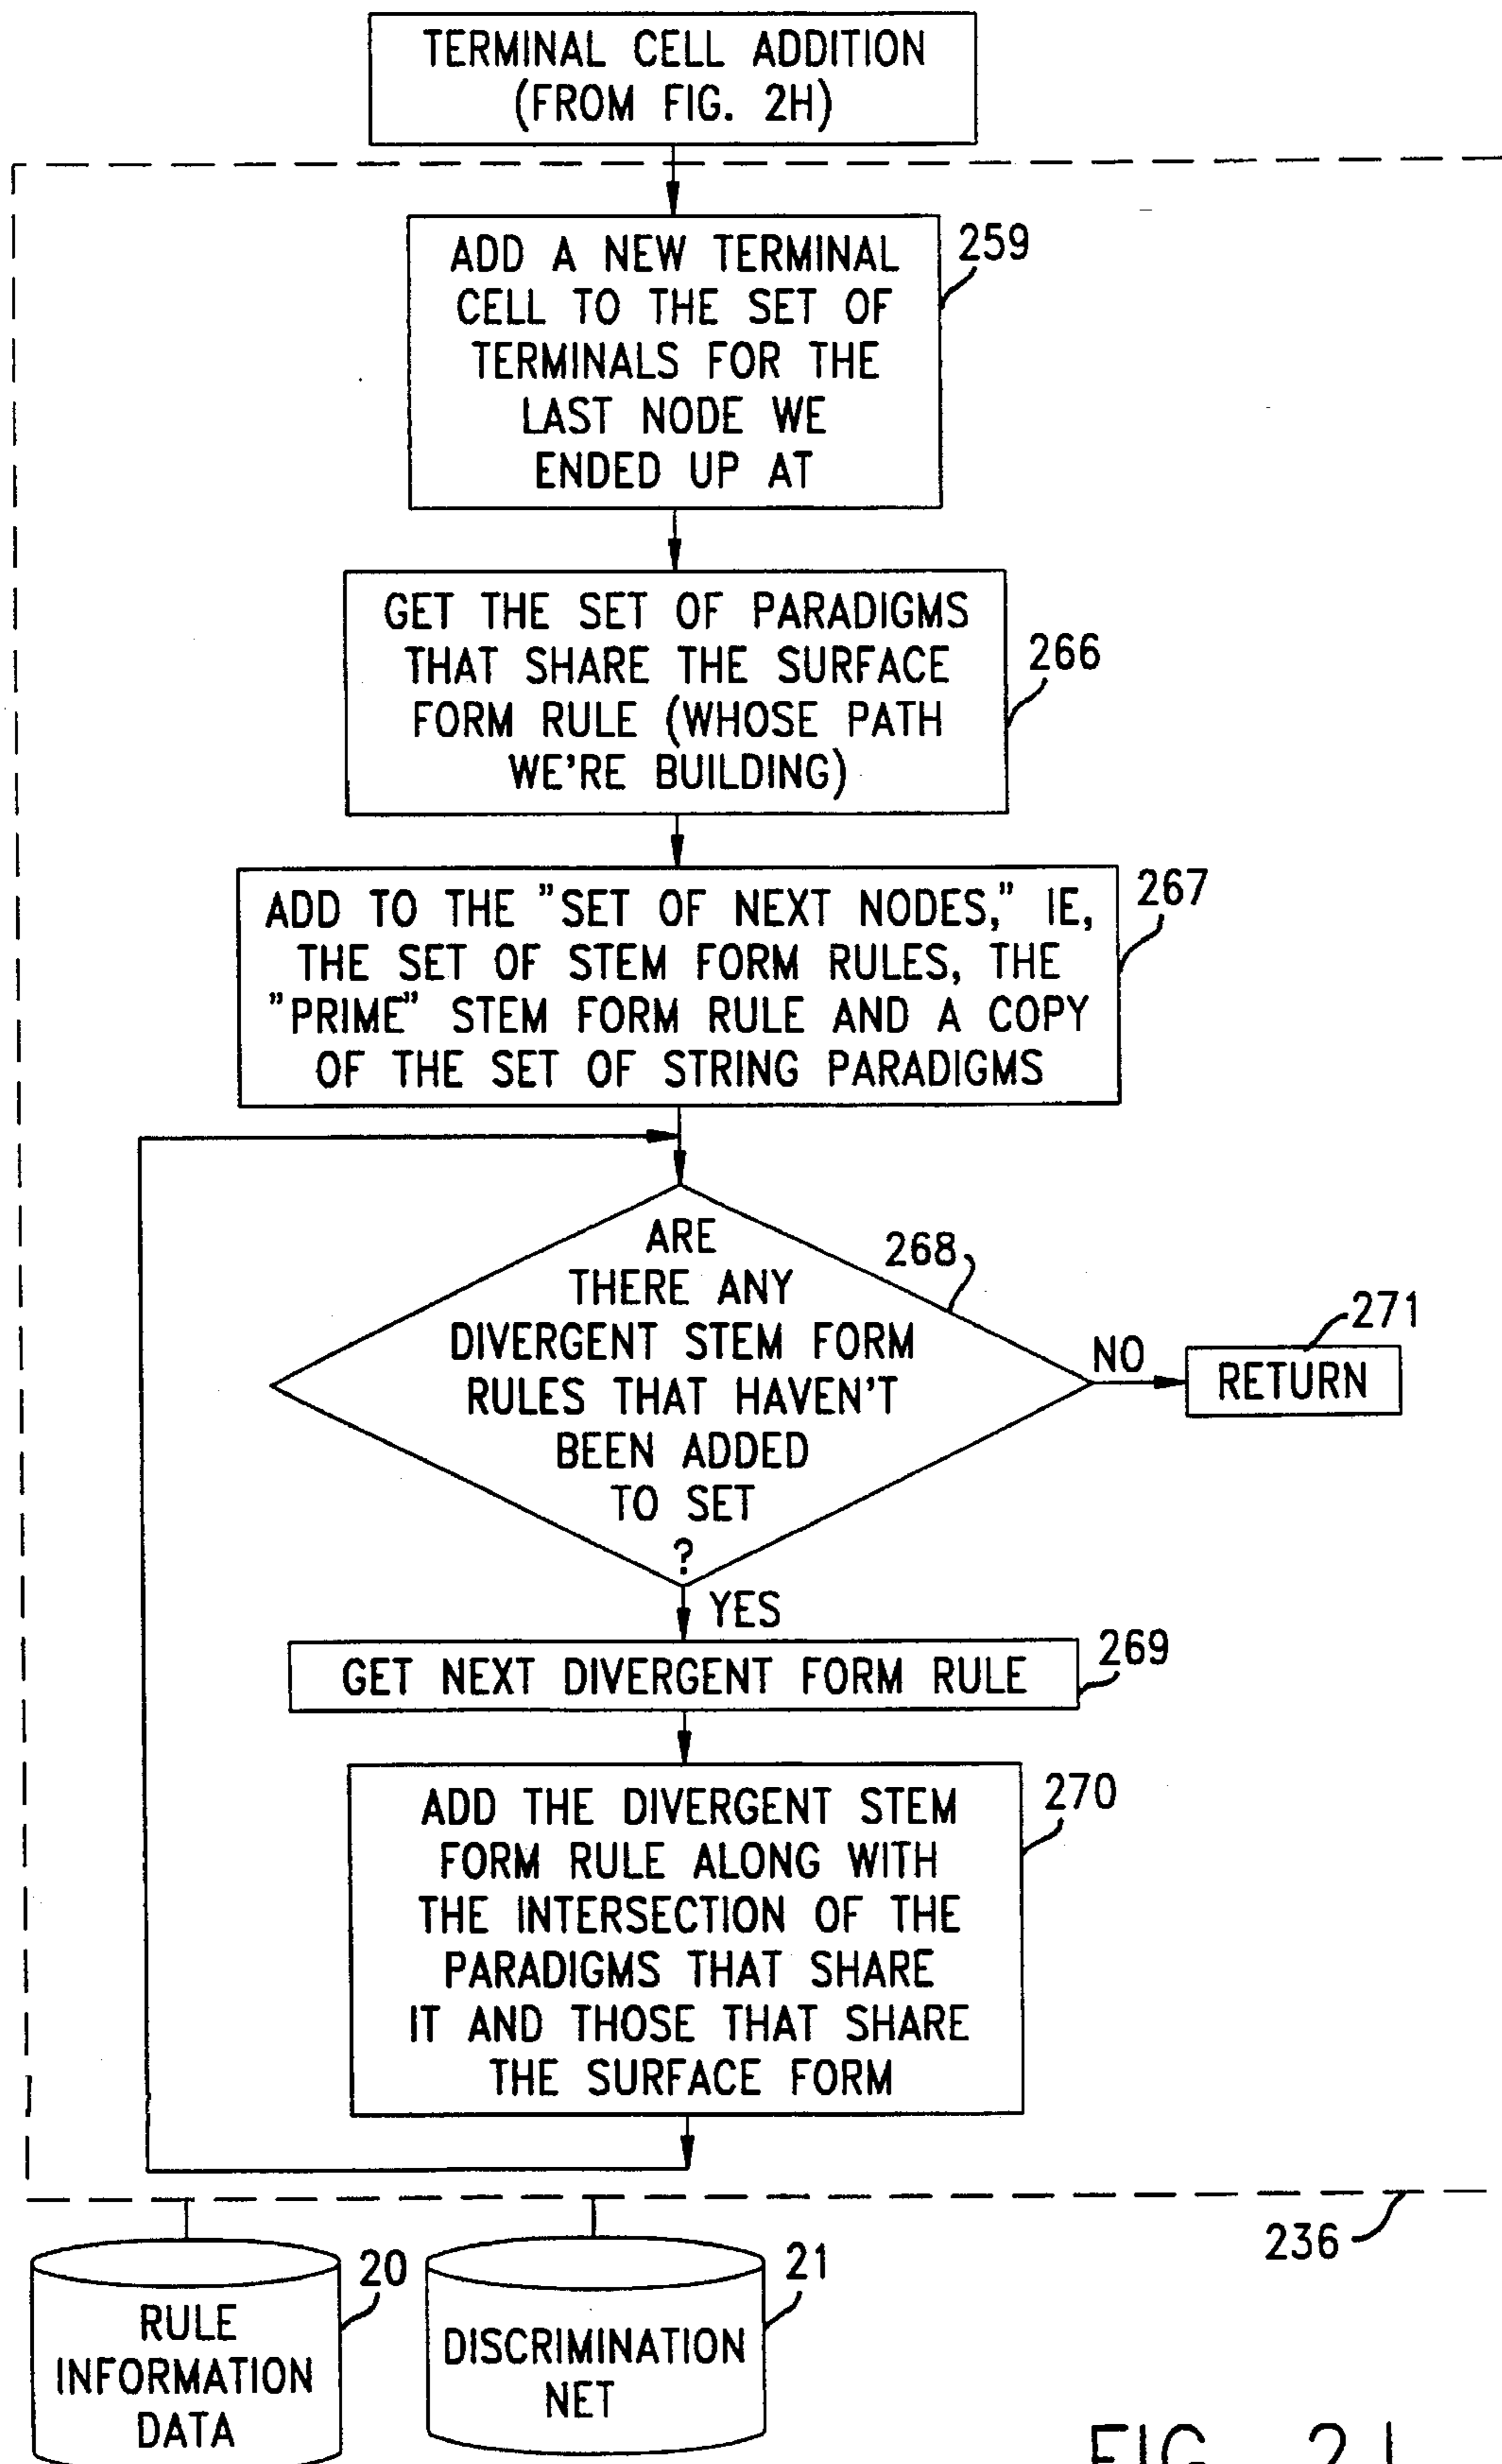 TERMINAL CELL ADDITION
(FROM FIG. 2H)
ADD A NEW TERMINAL
CELL TO THE SET OF
TERMINALS FOR THE
LAST NODE WE
ENDED UP AT
259
GET THE SET OF PARADIGMS
THAT SHARE THE SURFACE
FORM RULE (WHOSE PATH
WE'RE BUILDING)
266
ADD TO THE "SET OF NEXT NODES," IE,
THE SET OF STEM FORM RULES, THE
"PRIME" STEM FORM RULE AND A COPY
OF THE SET OF STRING PARADIGMS
267
ARE
THERE ANY
DIVERGENT STEM FORM
RULES THAT HAVEN'T
BEEN ADDED
TO SET
?
268
NO
RETURN
271
YES
GET NEXT DIVERGENT FORM RULE
269
ADD THE DIVERGENT STEM
FORM RULE ALONG WITH
THE INTERSECTION OF THE
PARADIGMS THAT SHARE
IT AND THOSE THAT SHARE
THE SURFACE FORM
270
236
RULE
INFORMATION
DATA
20
DISCRIMINATION
NET
21
FIG. 2